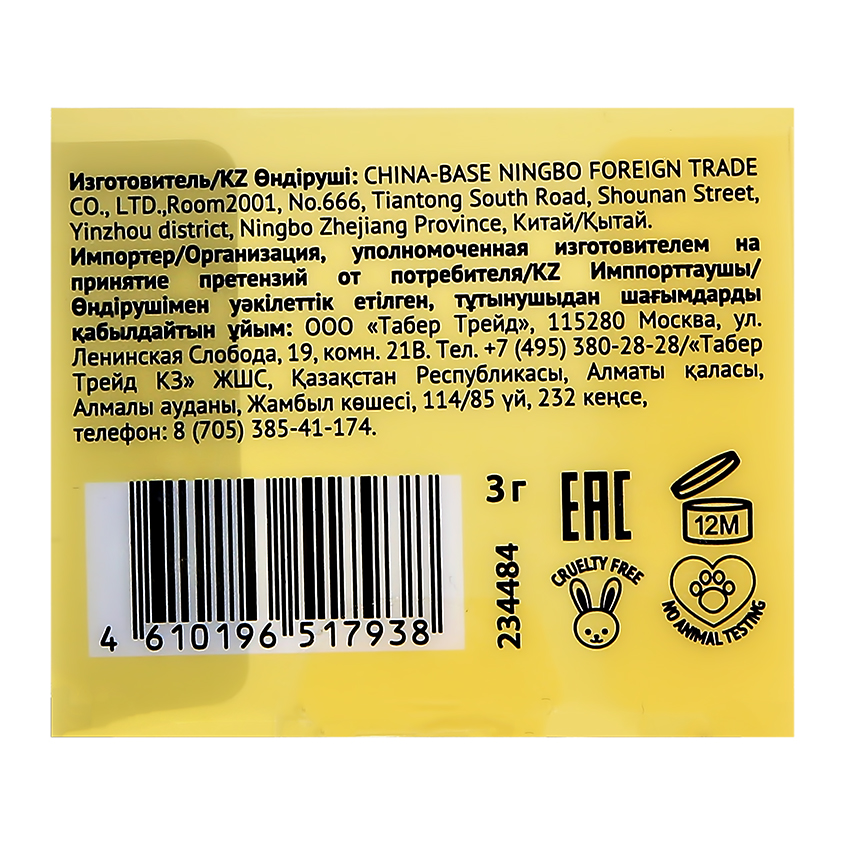 Изготовитель/KZ Өндіруші: CHINA-BASE NINGBO FOREIGN TRADE
CO., LTD.,Room2001, No.666, Tiantong South Road, Shounan Street,
Yinzhou district, Ningbo Zhejiang Province, Китай/Қытай.
Импортер/Организация, уполномоченная изготовителем на
принятие претензий от потребителя/KZ Имппорттаушы/
Өндірушімен уәкілеттік етілген, тұтынушыдан шағымдарды
қабылдайтын ұйым: ООО «Табер Трейд», 115280 Москва, ул.
Ленинская Слобода, 19, комн. 21В. Тел. +7 (495) 380-28-28/«Табер
Трейд КЗ» ЖШС, Қазақстан Республикасы, Алматы қаласы,
Алмалы ауданы, Жамбыл көшесі, 114/85 үй, 232 кеңсе,
телефон: 8 (705) 385-41-174.
3 г
EAC
12M
234484
CRUELTY FREE
NO ANIMAL TESTING
4 610196 517938